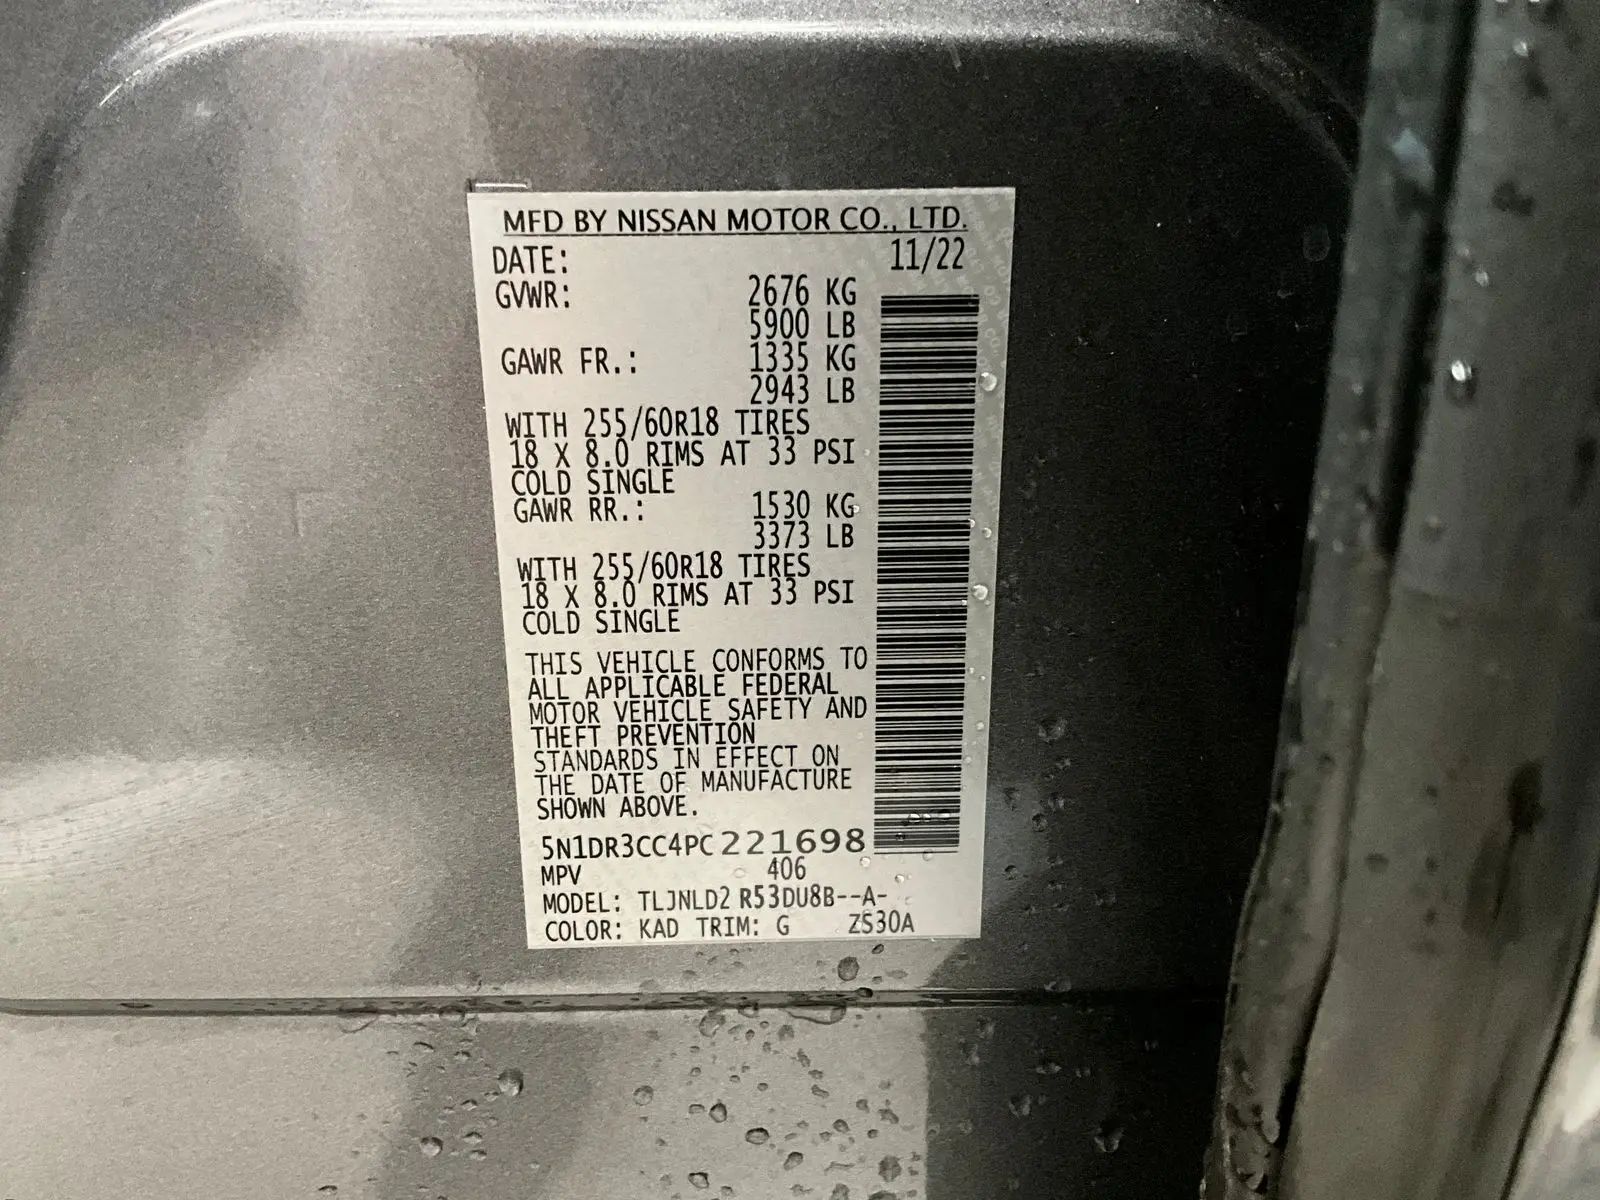 MFD BY NISSAN MOTOR CO., LTD.
DATE: 11/22
GVWR: 2676 KG
5900 LB
GAWR FR.: 1335 KG
2943 LB
WITH 255/60R18 TIRES
18 X 8.0 RIMS AT 33 PSI
COLD SINGLE
GAWR RR.: 1530 KG
3373 LB
WITH 255/60R18 TIRES
18 X 8.0 RIMS AT 33 PSI
COLD SINGLE
THIS VEHICLE CONFORMS TO
ALL APPLICABLE FEDERAL
MOTOR VEHICLE SAFETY AND
THEFT PREVENTION
STANDARDS IN EFFECT ON
THE DATE OF MANUFACTURE
SHOWN ABOVE.
5N1DR3CC4PC221698
MPV 406
MODEL: TLJNLD2 R53DU8B--A-
COLOR: KAD TRIM: G ZS30A